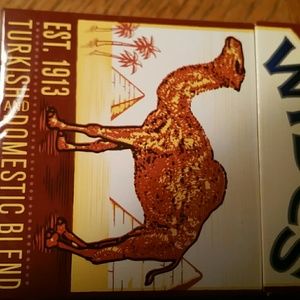 WIDES
EST. 1913
TURKISH AND DOMESTIC BLEND